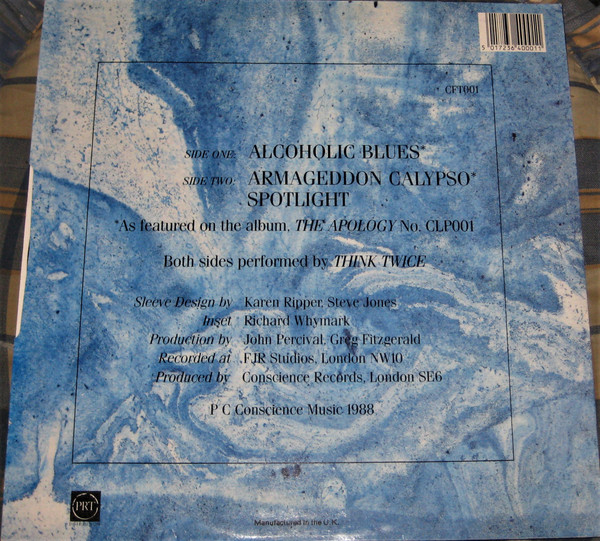 5 017236 400011
CFT001
SIDE ONE: ALCOHOLIC BLUES*
SIDE TWO: ARMAGEDDON CALYPSO*
SPOTLIGHT
*As featured on the album, THE APOLOGY No. CLP001
Both sides performed by THINK TWICE
Sleeve Design by Karen Ripper, Steve Jones
Inset Richard Whymark
Production by John Percival, Greg Fitzgerald
Recorded at FJR Studios, London NW10
Produced by Conscience Records, London SE6
P C Conscience Music 1988
PRT
Manufactured in the U.K.